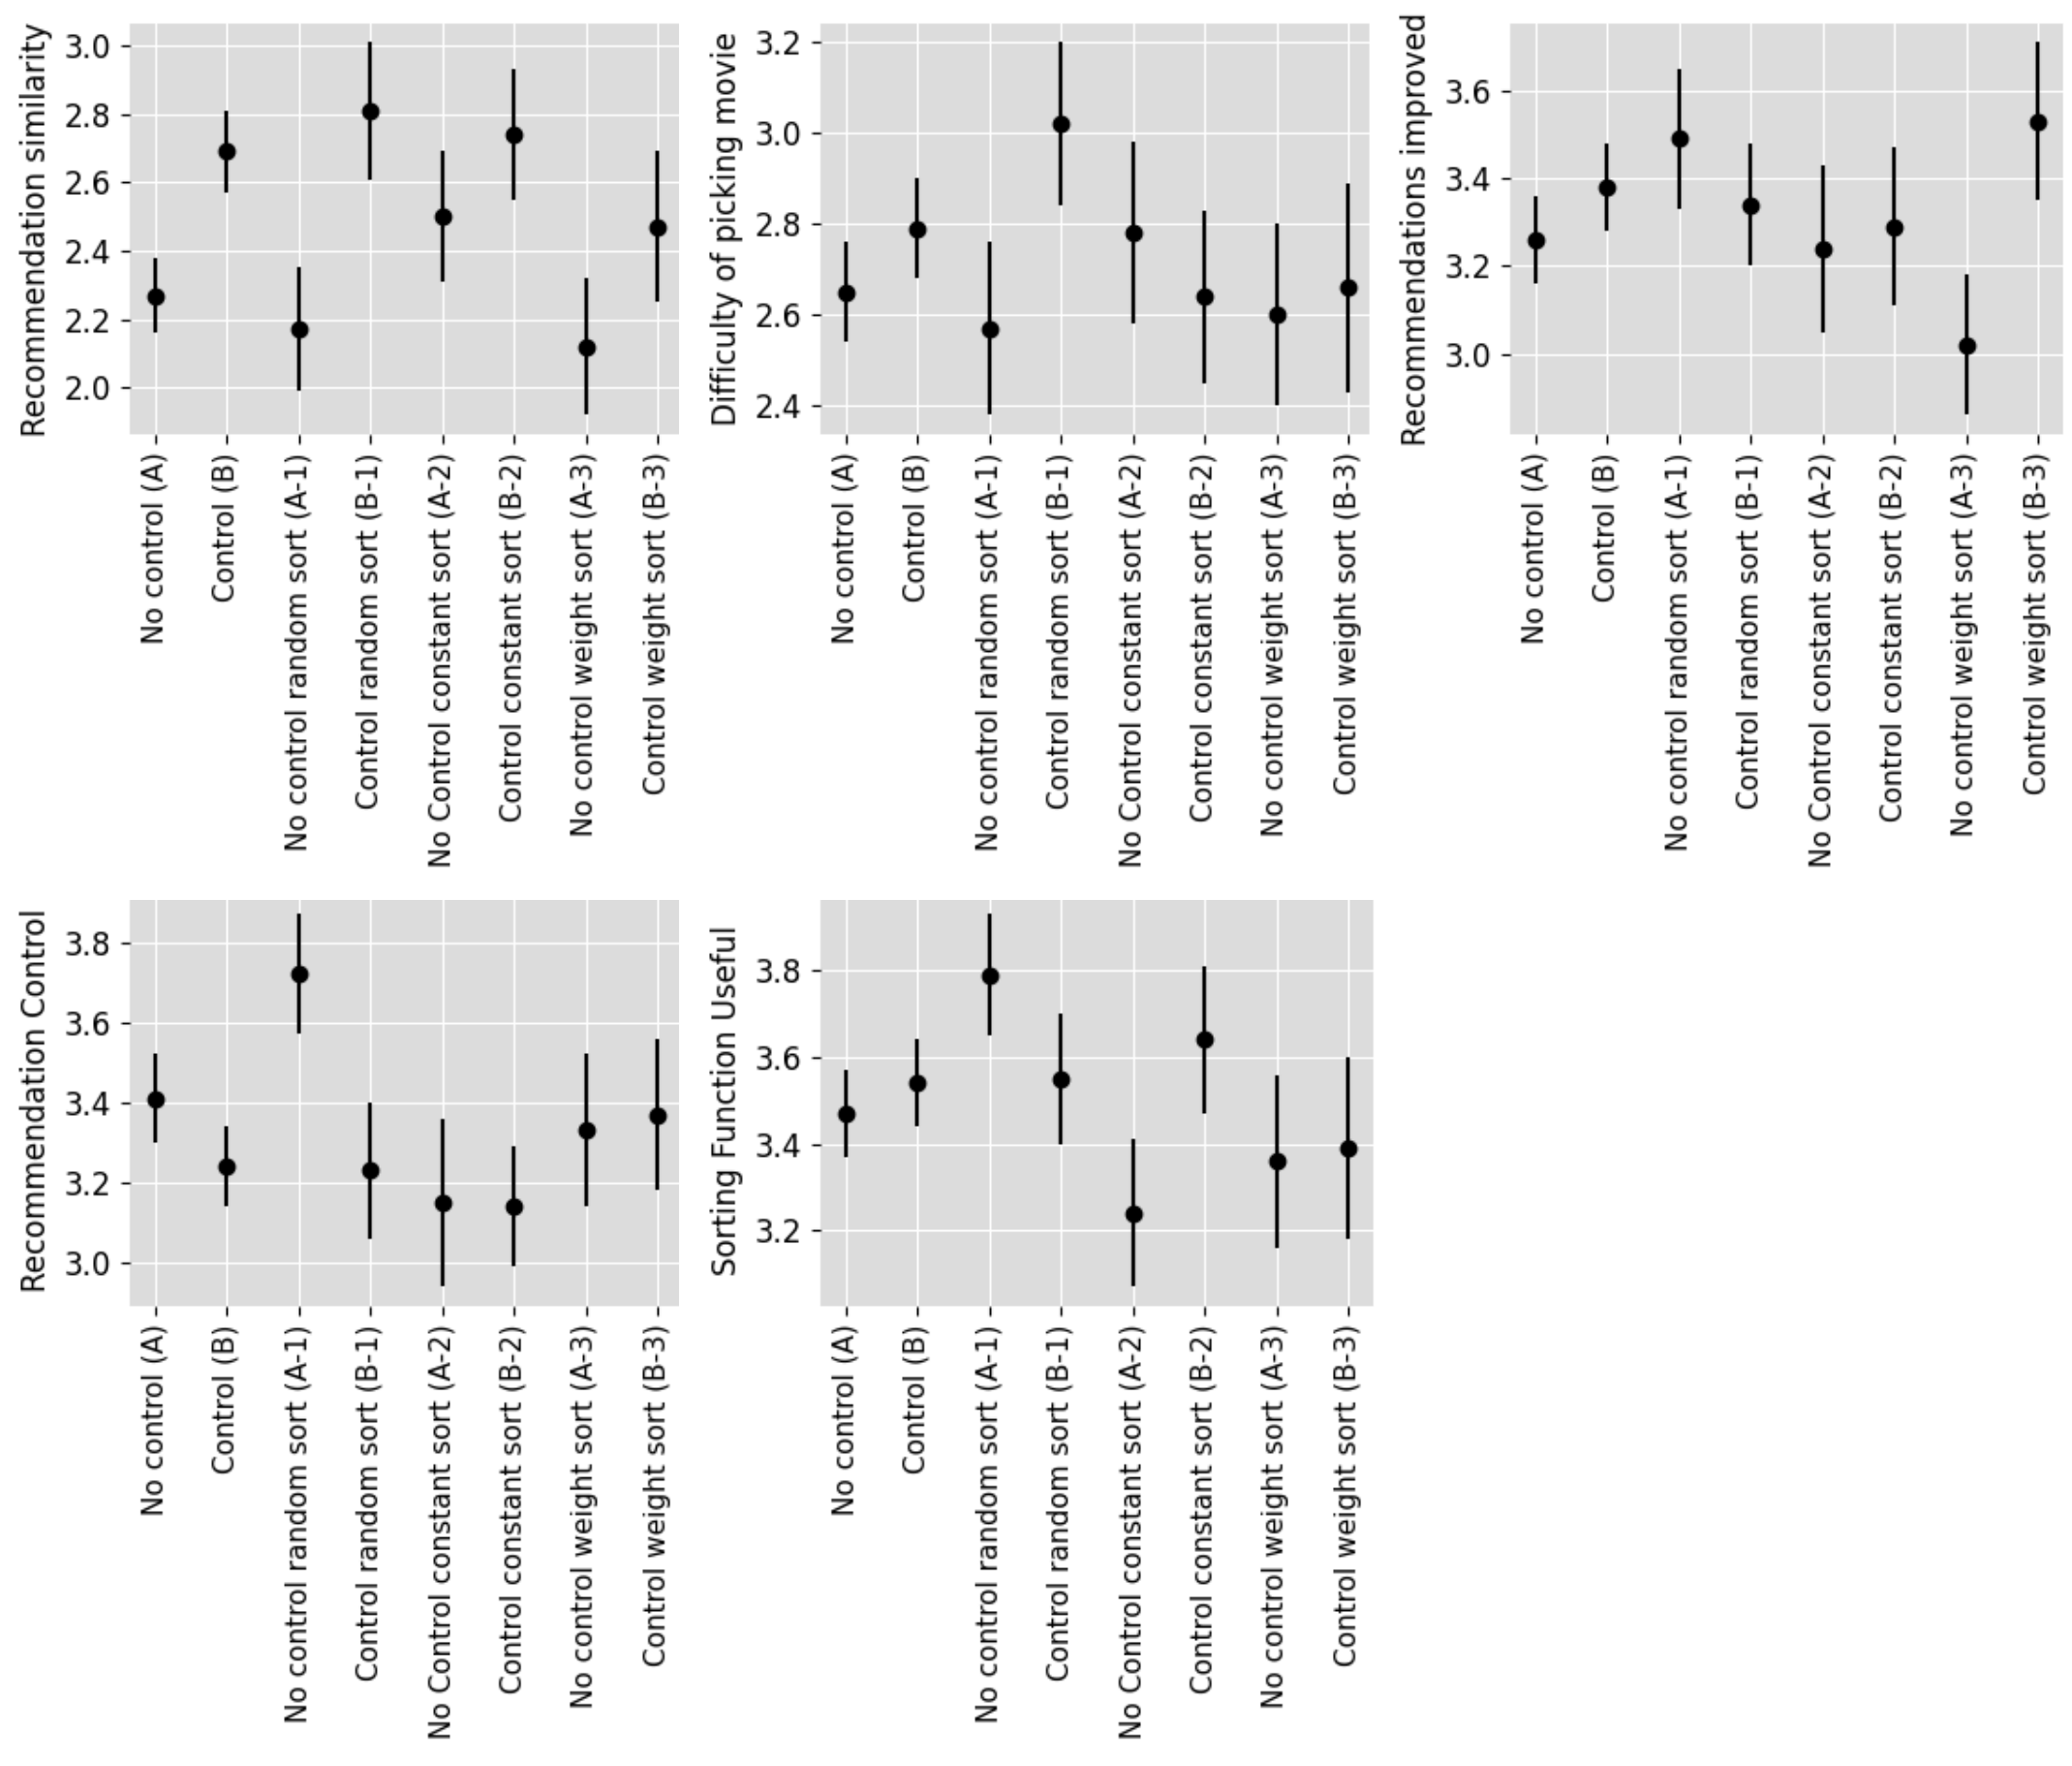 Recommendation similarity
3.0
2.8
2.6
2.4
2.2
2.0
No control (A)
Control (B)
No control random sort (A-1)
Control random sort (B-1)
No Control constant sort (A-2)
Control constant sort (B-2)
No control weight sort (A-3)
Control weight sort (B-3)
Difficulty of picking movie
3.2
3.0
2.8
2.6
2.4
No control (A)
Control (B)
No control random sort (A-1)
Control random sort (B-1)
No Control constant sort (A-2)
Control constant sort (B-2)
No control weight sort (A-3)
Control weight sort (B-3)
Recommendations improved
3.6
3.4
3.2
3.0
No control (A)
Control (B)
No control random sort (A-1)
Control random sort (B-1)
No Control constant sort (A-2)
Control constant sort (B-2)
No control weight sort (A-3)
Control weight sort (B-3)
Recommendation Control
3.8
3.6
3.4
3.2
3.0
No control (A)
Control (B)
No control random sort (A-1)
Control random sort (B-1)
No Control constant sort (A-2)
Control constant sort (B-2)
No control weight sort (A-3)
Control weight sort (B-3)
Sorting Function Useful
3.8
3.6
3.4
3.2
No control (A)
Control (B)
No control random sort (A-1)
Control random sort (B-1)
No Control constant sort (A-2)
Control constant sort (B-2)
No control weight sort (A-3)
Control weight sort (B-3)